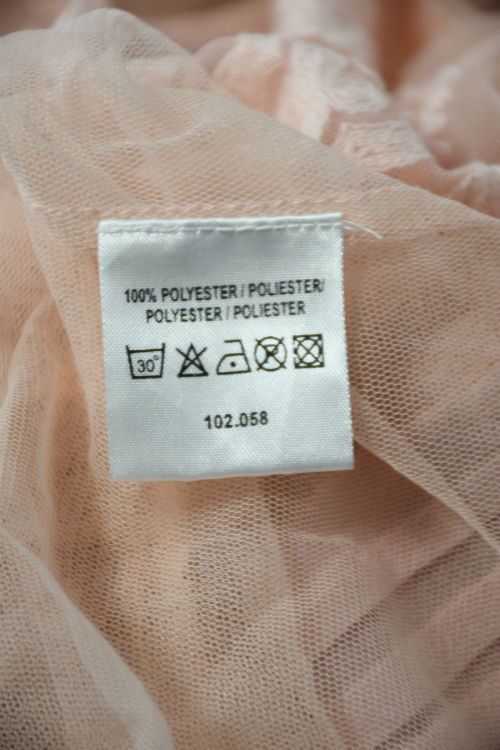 100% POLYESTER / POLIESTER/
POLYESTER / POLIESTER
30°
P
102.058